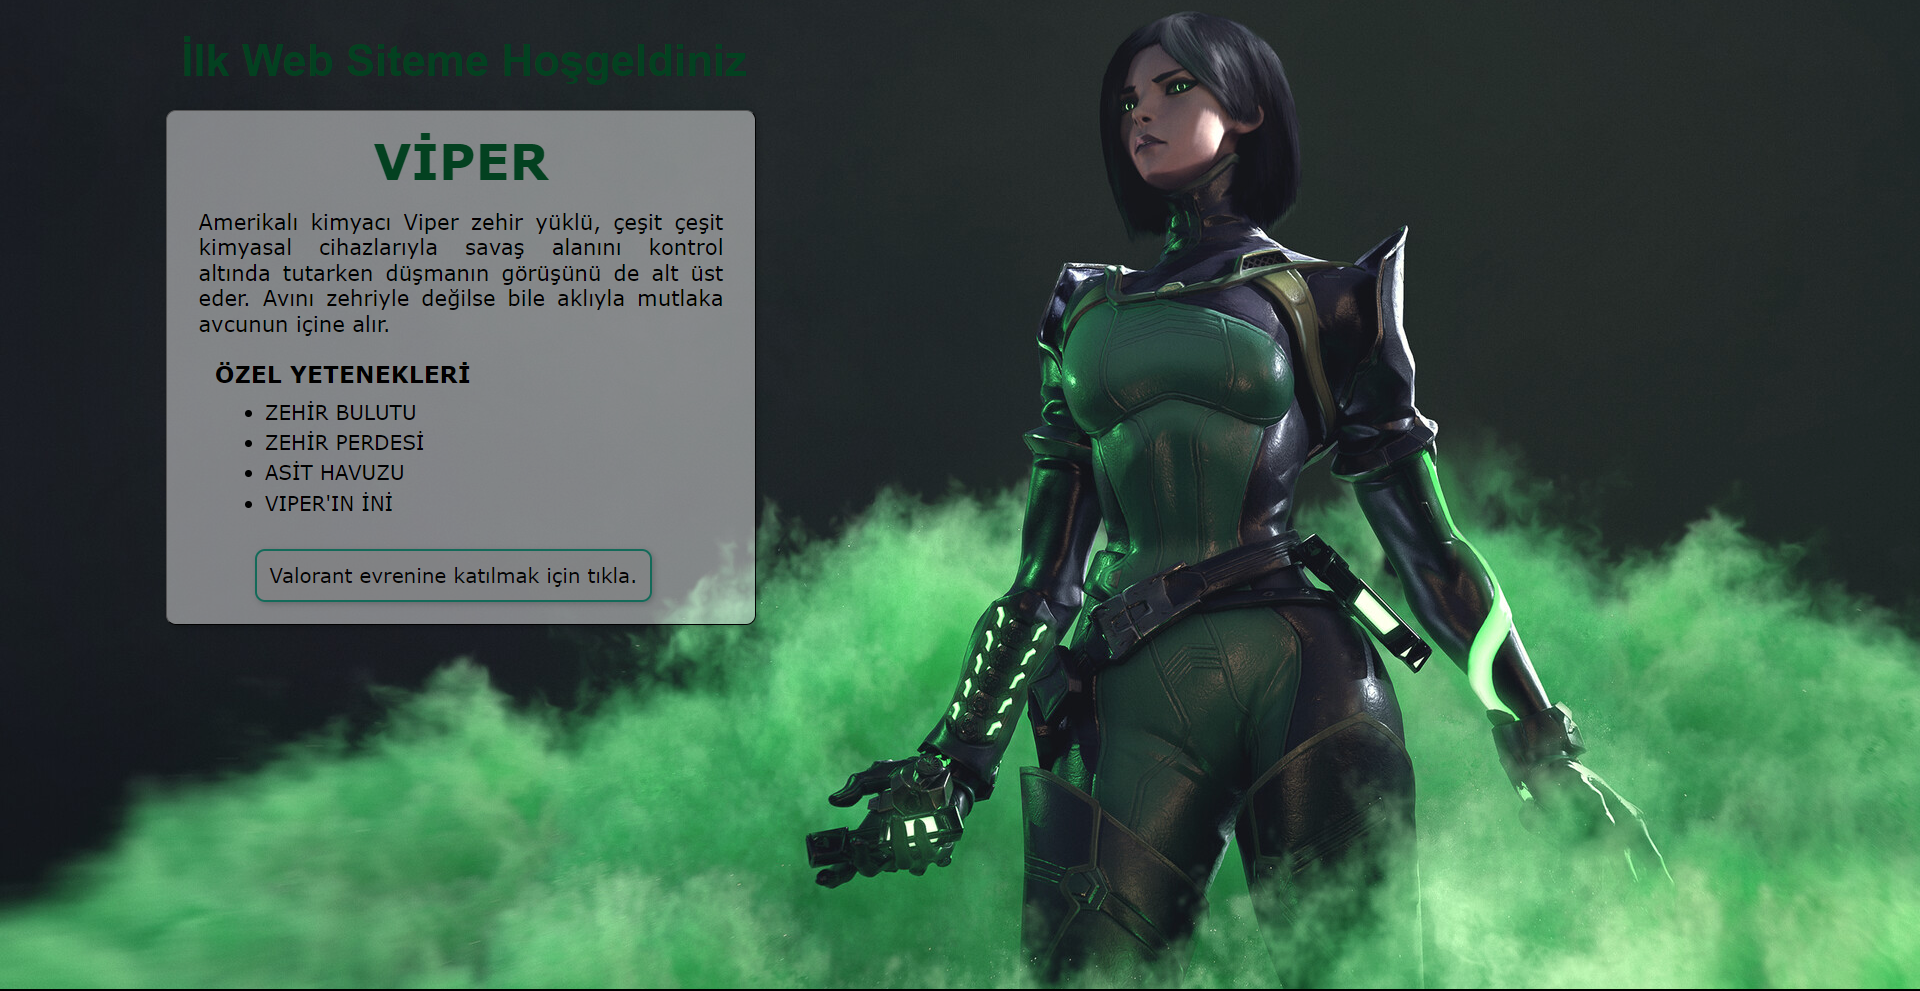 İlk Web Siteme Hoşgeldiniz
VİPER
Amerikalı kimyacı Viper zehir yüklü, çeşit çeşit
kimyasal cihazlarıyla savaş alanını kontrol
altında tutarken düşmanın görüşünü de alt üst
eder. Avını zehriyle değilse bile aklıyla mutlaka
avcunun içine alır.
ÖZEL YETENEKLERİ
• ZEHİR BULUTU
• ZEHİR PERDESİ
• ASİT HAVUZU
• VIPER'IN İNİ
Valorant evrenine katılmak için tıkla.